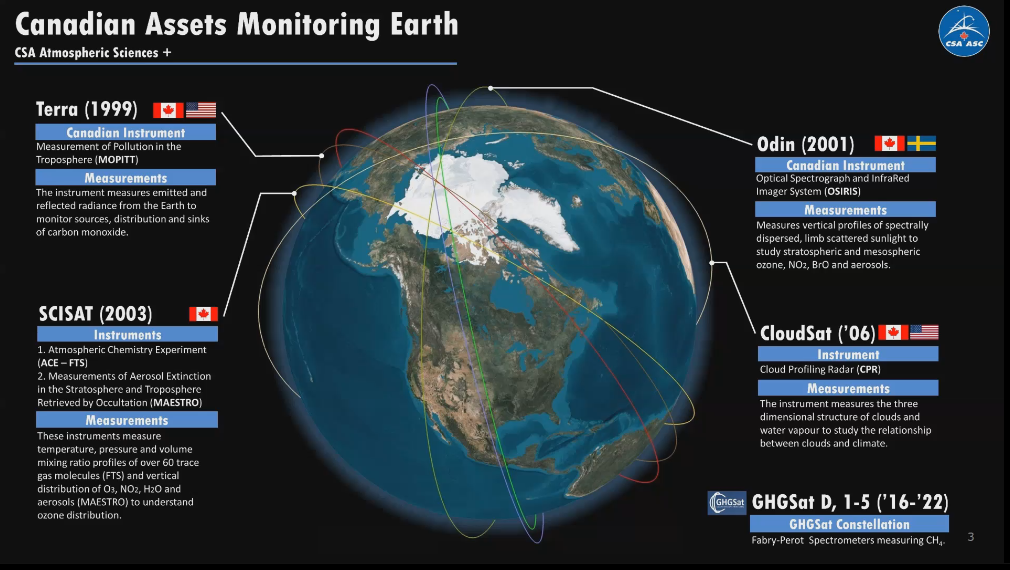 Canadian Assets Monitoring Earth
CSA Atmospheric Sciences +
CSA ASC
Terra (1999)
Canadian Instrument
Measurement of Pollution in the
Troposphere (MOPITT)
Measurements
The instrument measures emitted and
reflected radiance from the Earth to
monitor sources, distribution and sinks
of carbon monoxide.
SCISAT (2003)
Instruments
1. Atmospheric Chemistry Experiment
(ACE – FTS)
2. Measurements of Aerosol Extinction
in the Stratosphere and Troposphere
Retrieved by Occultation (MAESTRO)
Measurements
These instruments measure
temperature, pressure and volume
mixing ratio profiles of over 60 trace
gas molecules (FTS) and vertical
distribution of O₃, NO₂, H₂O and
aerosols (MAESTRO) to understand
ozone distribution.
Odin (2001)
Canadian Instrument
Optical Spectrograph and InfraRed
Imager System (OSIRIS)
Measurements
Measures vertical profiles of spectrally
dispersed, limb scattered sunlight to
study stratospheric and mesospheric
ozone, NO₂, BrO and aerosols.
CloudSat ('06)
Instrument
Cloud Profiling Radar (CPR)
Measurements
The instrument measures the three
dimensional structure of clouds and
water vapour to study the relationship
between clouds and climate.
GHGSat
GHGSat D, 1-5 ('16-'22)
GHGSat Constellation
Fabry-Perot Spectrometers measuring CH₄.
3